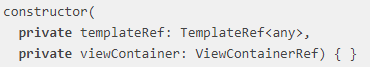 constructor(
  private templateRef: TemplateRef<any>,
  private viewContainer: ViewContainerRef) { }